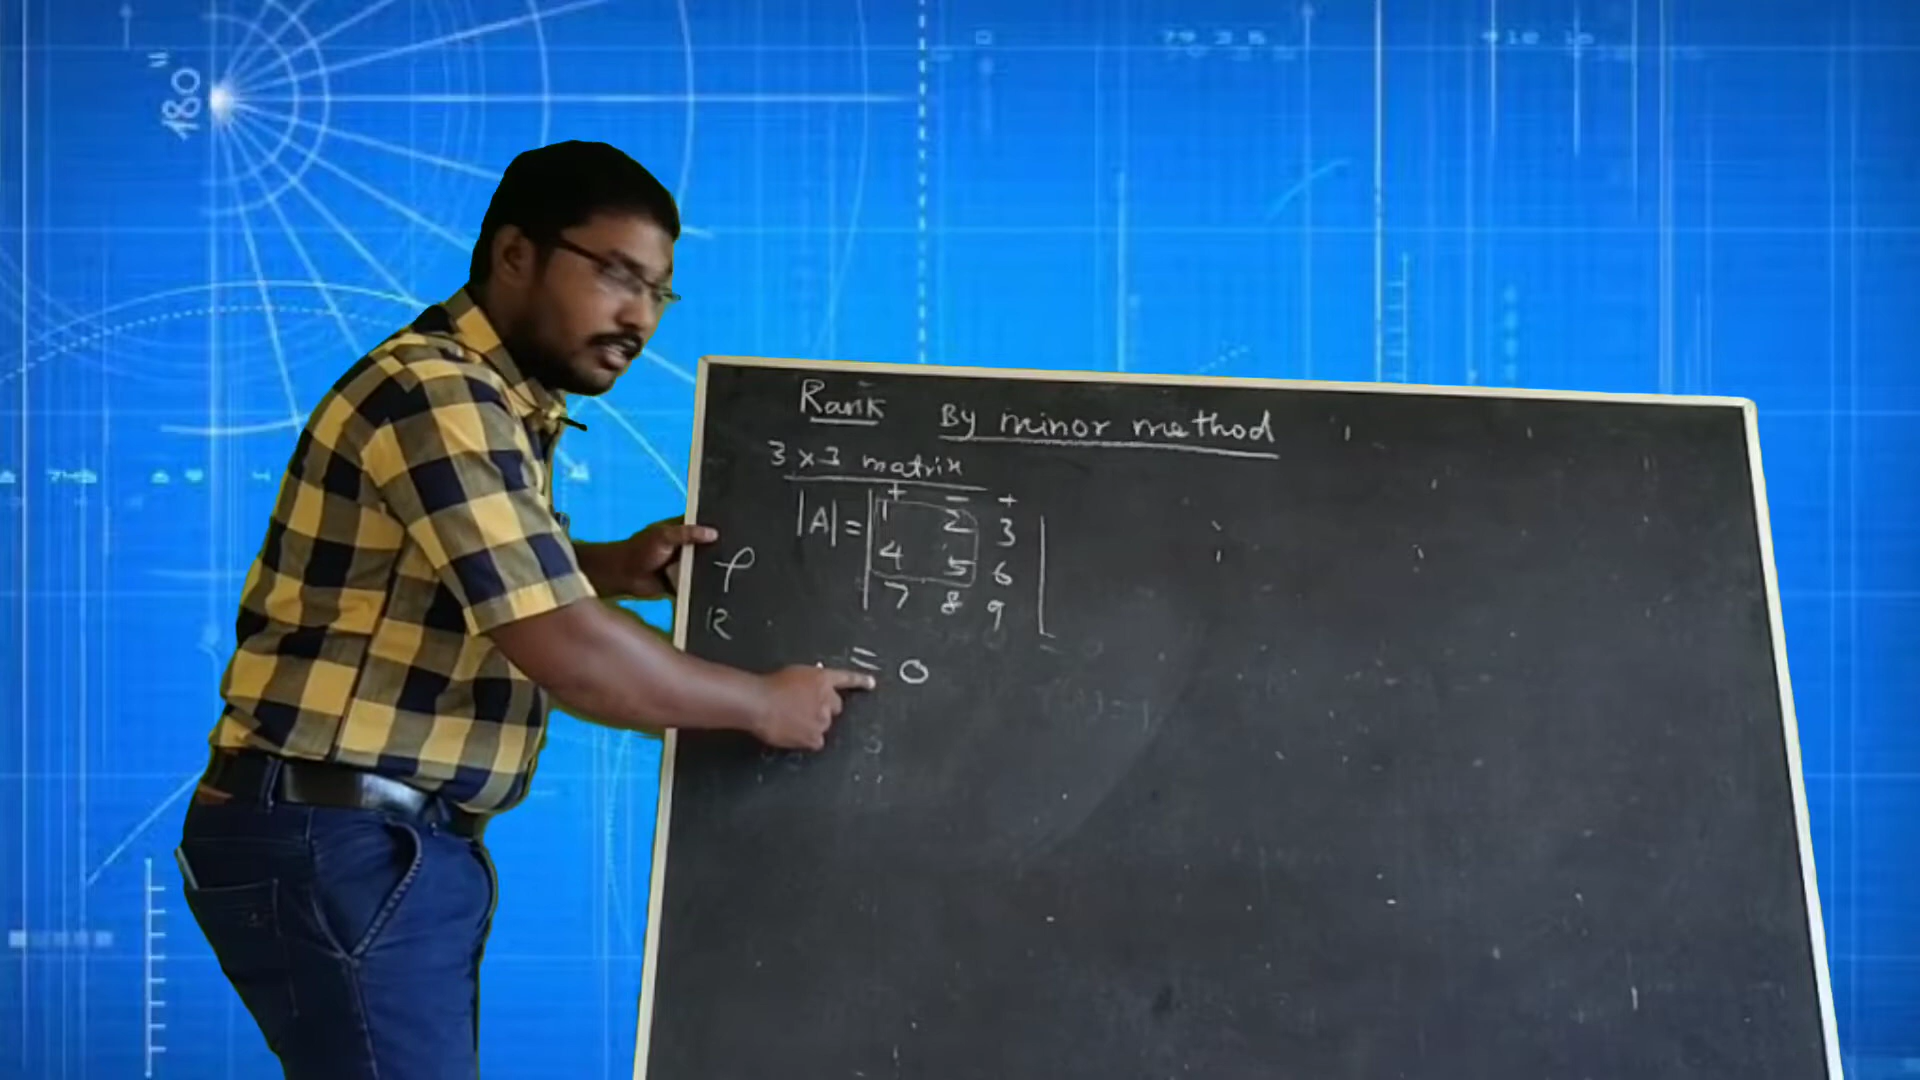 180
Rank By minor method
3 x 3 matrix
+ - +
|A| = | 1 2 3 |
4 5 6
7 8 9
ρ
R
= 0